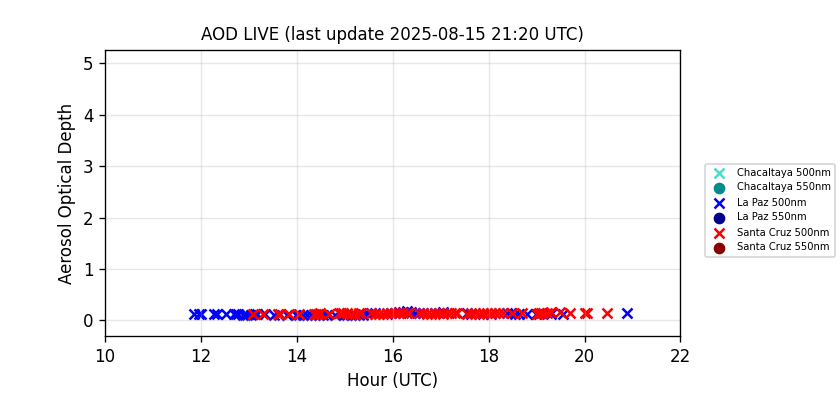 AOD LIVE (last update 2025-08-15 21:20 UTC)
Aerosol Optical Depth
5
4
3
2
1
0
10 12 14 16 18 20 22
Hour (UTC)
Chacaltaya 500nm
Chacaltaya 550nm
La Paz 500nm
La Paz 550nm
Santa Cruz 500nm
Santa Cruz 550nm